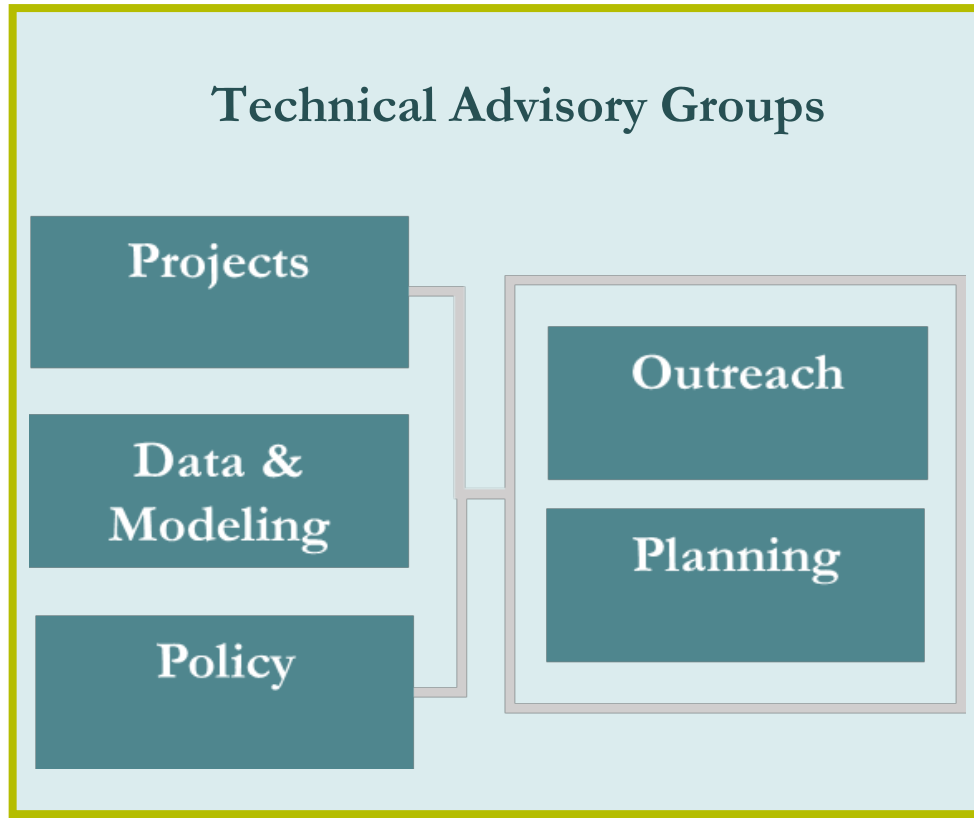 Technical Advisory Groups
Projects
Data &
Modeling
Policy
Outreach
Planning